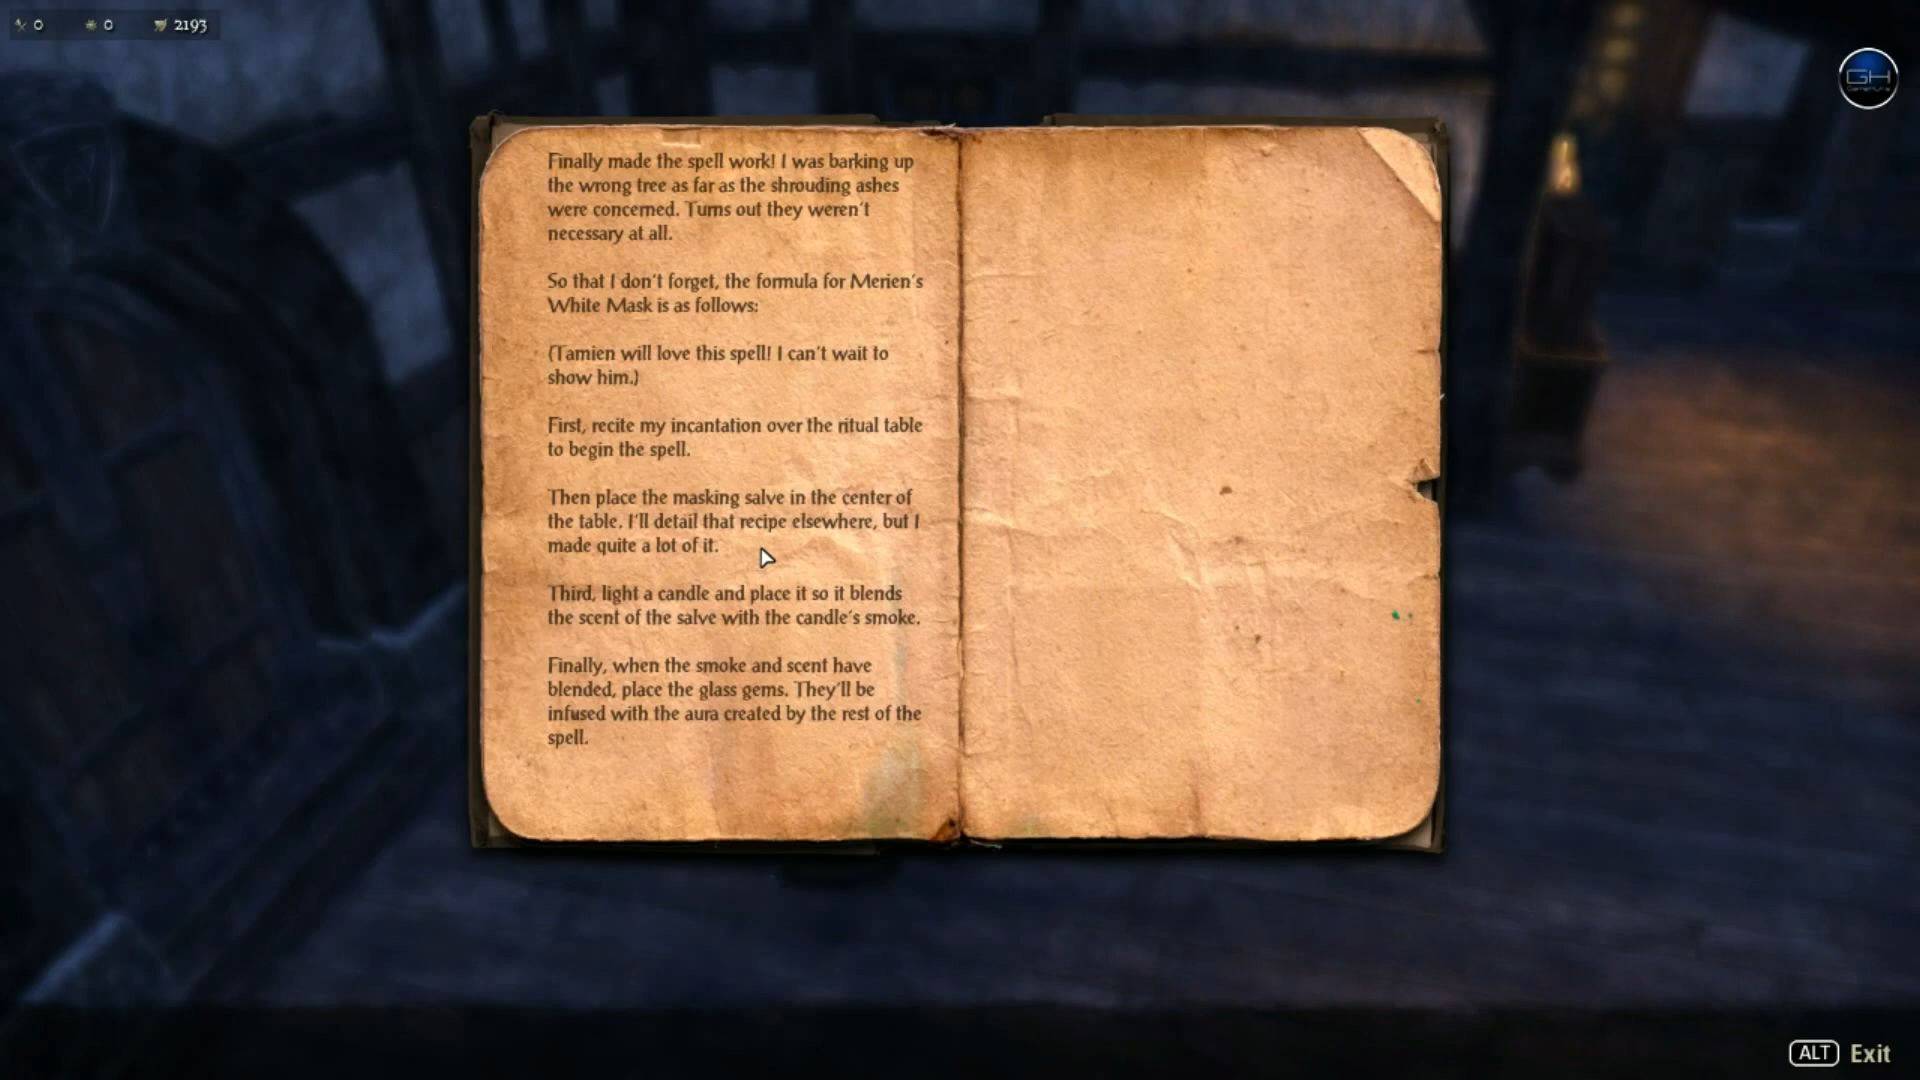 0 0 2193
GH
Finally made the spell work! I was barking up
the wrong tree as far as the shrouding ashes
were concerned. Turns out they weren't
necessary at all.
So that I don't forget, the formula for Merien's
White Mask is as follows:
(Tamien will love this spell! I can't wait to
show him.)
First, recite my incantation over the ritual table
to begin the spell.
Then place the masking salve in the center of
the table. I'll detail that recipe elsewhere, but I
made quite a lot of it.
Third, light a candle and place it so it blends
the scent of the salve with the candle's smoke.
Finally, when the smoke and scent have
blended, place the glass gems. They'll be
infused with the aura created by the rest of the
spell.
ALT Exit